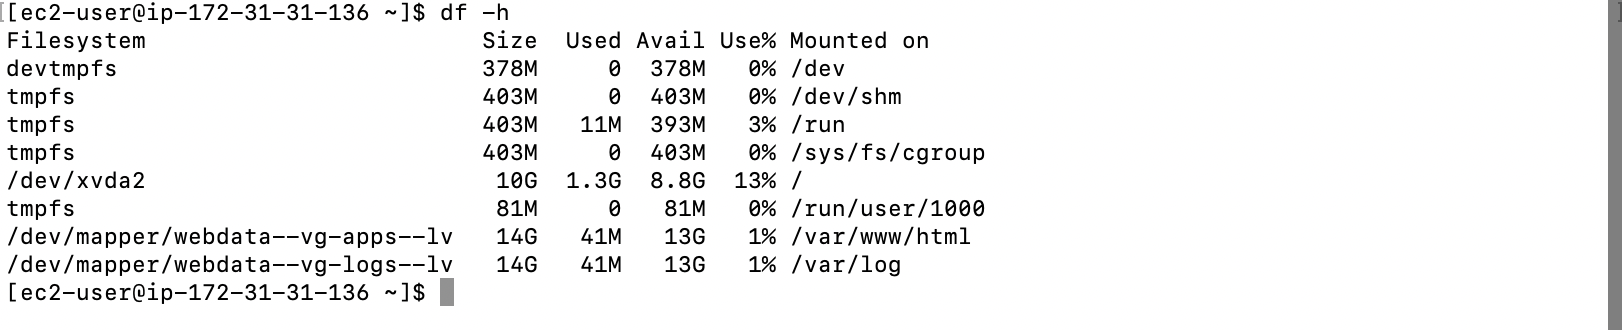 [[ec2-user@ip-172-31-31-136 ~]$ df -h
Filesystem                        Size  Used Avail Use% Mounted on
devtmpfs                          378M     0  378M   0% /dev
tmpfs                             403M     0  403M   0% /dev/shm
tmpfs                             403M   11M  393M   3% /run
tmpfs                             403M     0  403M   0% /sys/fs/cgroup
/dev/xvda2                         10G  1.3G  8.8G  13% /
tmpfs                              81M     0   81M   0% /run/user/1000
/dev/mapper/webdata--vg-apps--lv   14G   41M   13G   1% /var/www/html
/dev/mapper/webdata--vg-logs--lv   14G   41M   13G   1% /var/log
[ec2-user@ip-172-31-31-136 ~]$